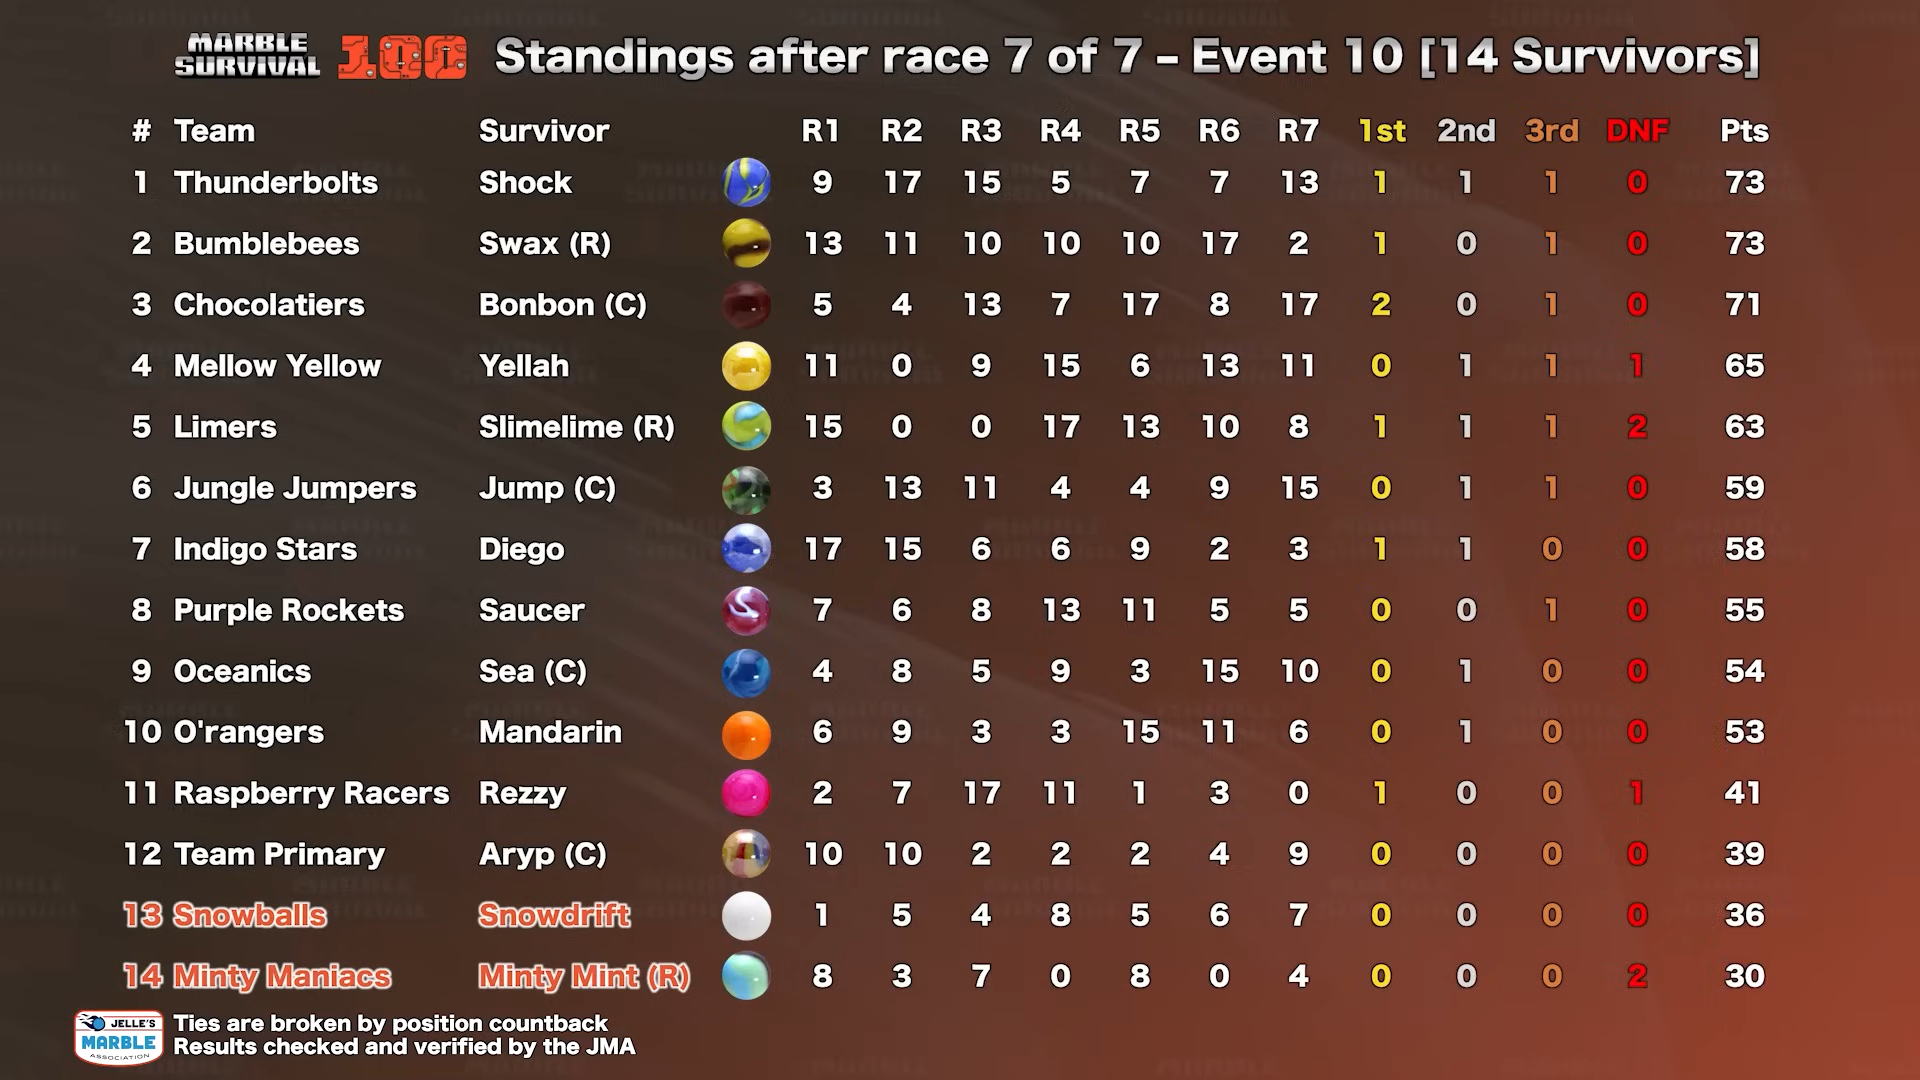 MARBLE SURVIVAL 100 Standings after race 7 of 7 – Event 10 [14 Survivors]
# Team Survivor R1 R2 R3 R4 R5 R6 R7 1st 2nd 3rd DNF Pts
1 Thunderbolts Shock 9 17 15 5 7 7 13 1 1 1 0 73
2 Bumblebees Swax (R) 13 11 10 10 10 17 2 1 0 1 0 73
3 Chocolatiers Bonbon (C) 5 4 13 7 17 8 17 2 0 1 0 71
4 Mellow Yellow Yellah 11 0 9 15 6 13 11 0 1 1 1 65
5 Limers Slimelime (R) 15 0 0 17 13 10 8 1 1 1 2 63
6 Jungle Jumpers Jump (C) 3 13 11 4 4 9 15 0 1 1 0 59
7 Indigo Stars Diego 17 15 6 6 9 2 3 1 1 0 0 58
8 Purple Rockets Saucer 7 6 8 13 11 5 5 0 0 1 0 55
9 Oceanics Sea (C) 4 8 5 9 3 15 10 0 1 0 0 54
10 O'rangers Mandarin 6 9 3 3 15 11 6 0 1 0 0 53
11 Raspberry Racers Rezzy 2 7 17 11 1 3 0 1 0 0 1 41
12 Team Primary Aryp (C) 10 10 2 2 2 4 9 0 0 0 0 39
13 Snowballs Snowdrift 1 5 4 8 5 6 7 0 0 0 0 36
14 Minty Maniacs Minty Mint (R) 8 3 7 0 8 0 4 0 0 0 2 30
JELLE'S MARBLE ASSOCIATION
Ties are broken by position countback
Results checked and verified by the JMA